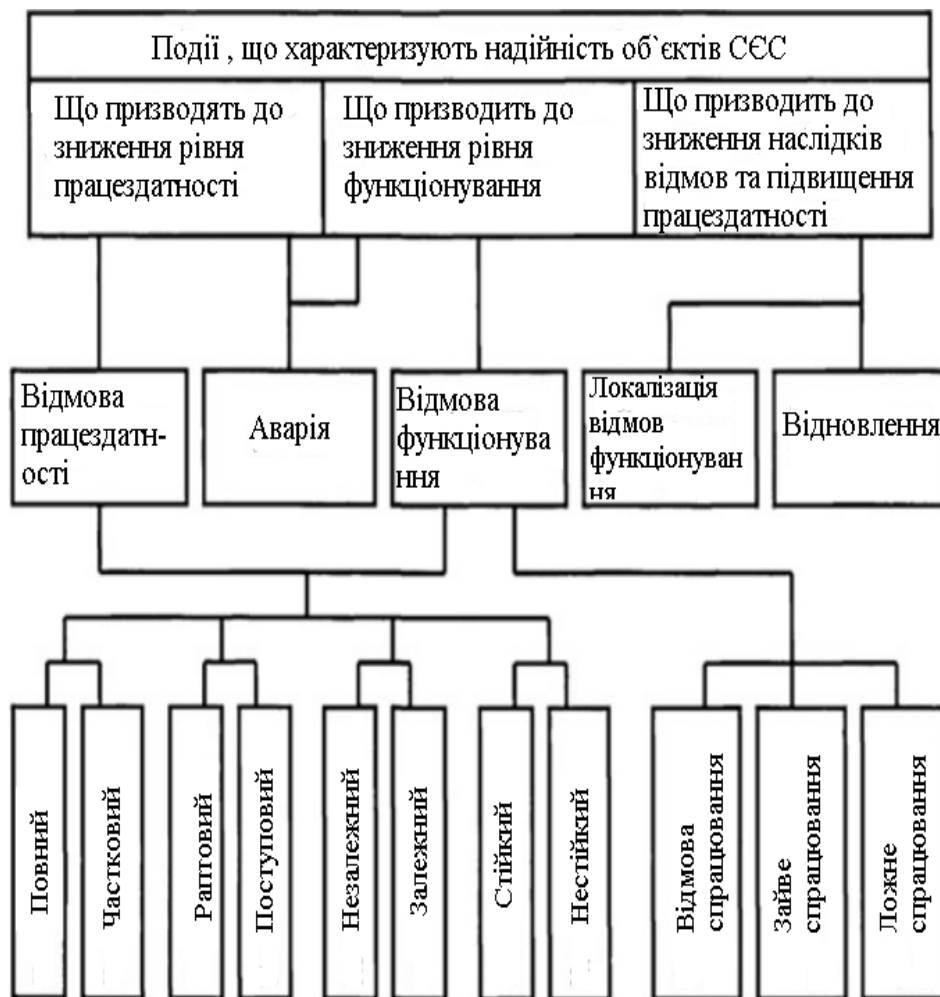 Події , що характеризують надійність об`єктів СЄС
Що призводять до
зниження рівня
працездатності
Що призводить до
зниження рівня
функціонування
Що призводить до
зниження наслідків
відмов та підвищення
працездатності
Відмова
працездатн-
ості
Аварія
Відмова
функціонува
ння
Локалізація
відмов
функціонуван
ня
Відновлення
Повний
Частковий
Раптовий
Поступовий
Незалежний
Залежний
Стійкий
Нестійкий
Відмова
спрацювання
Зайве
спрацювання
Ложне
спрацювання